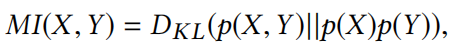 MI(X, Y) = D_{KL}(p(X, Y)||p(X)p(Y)),